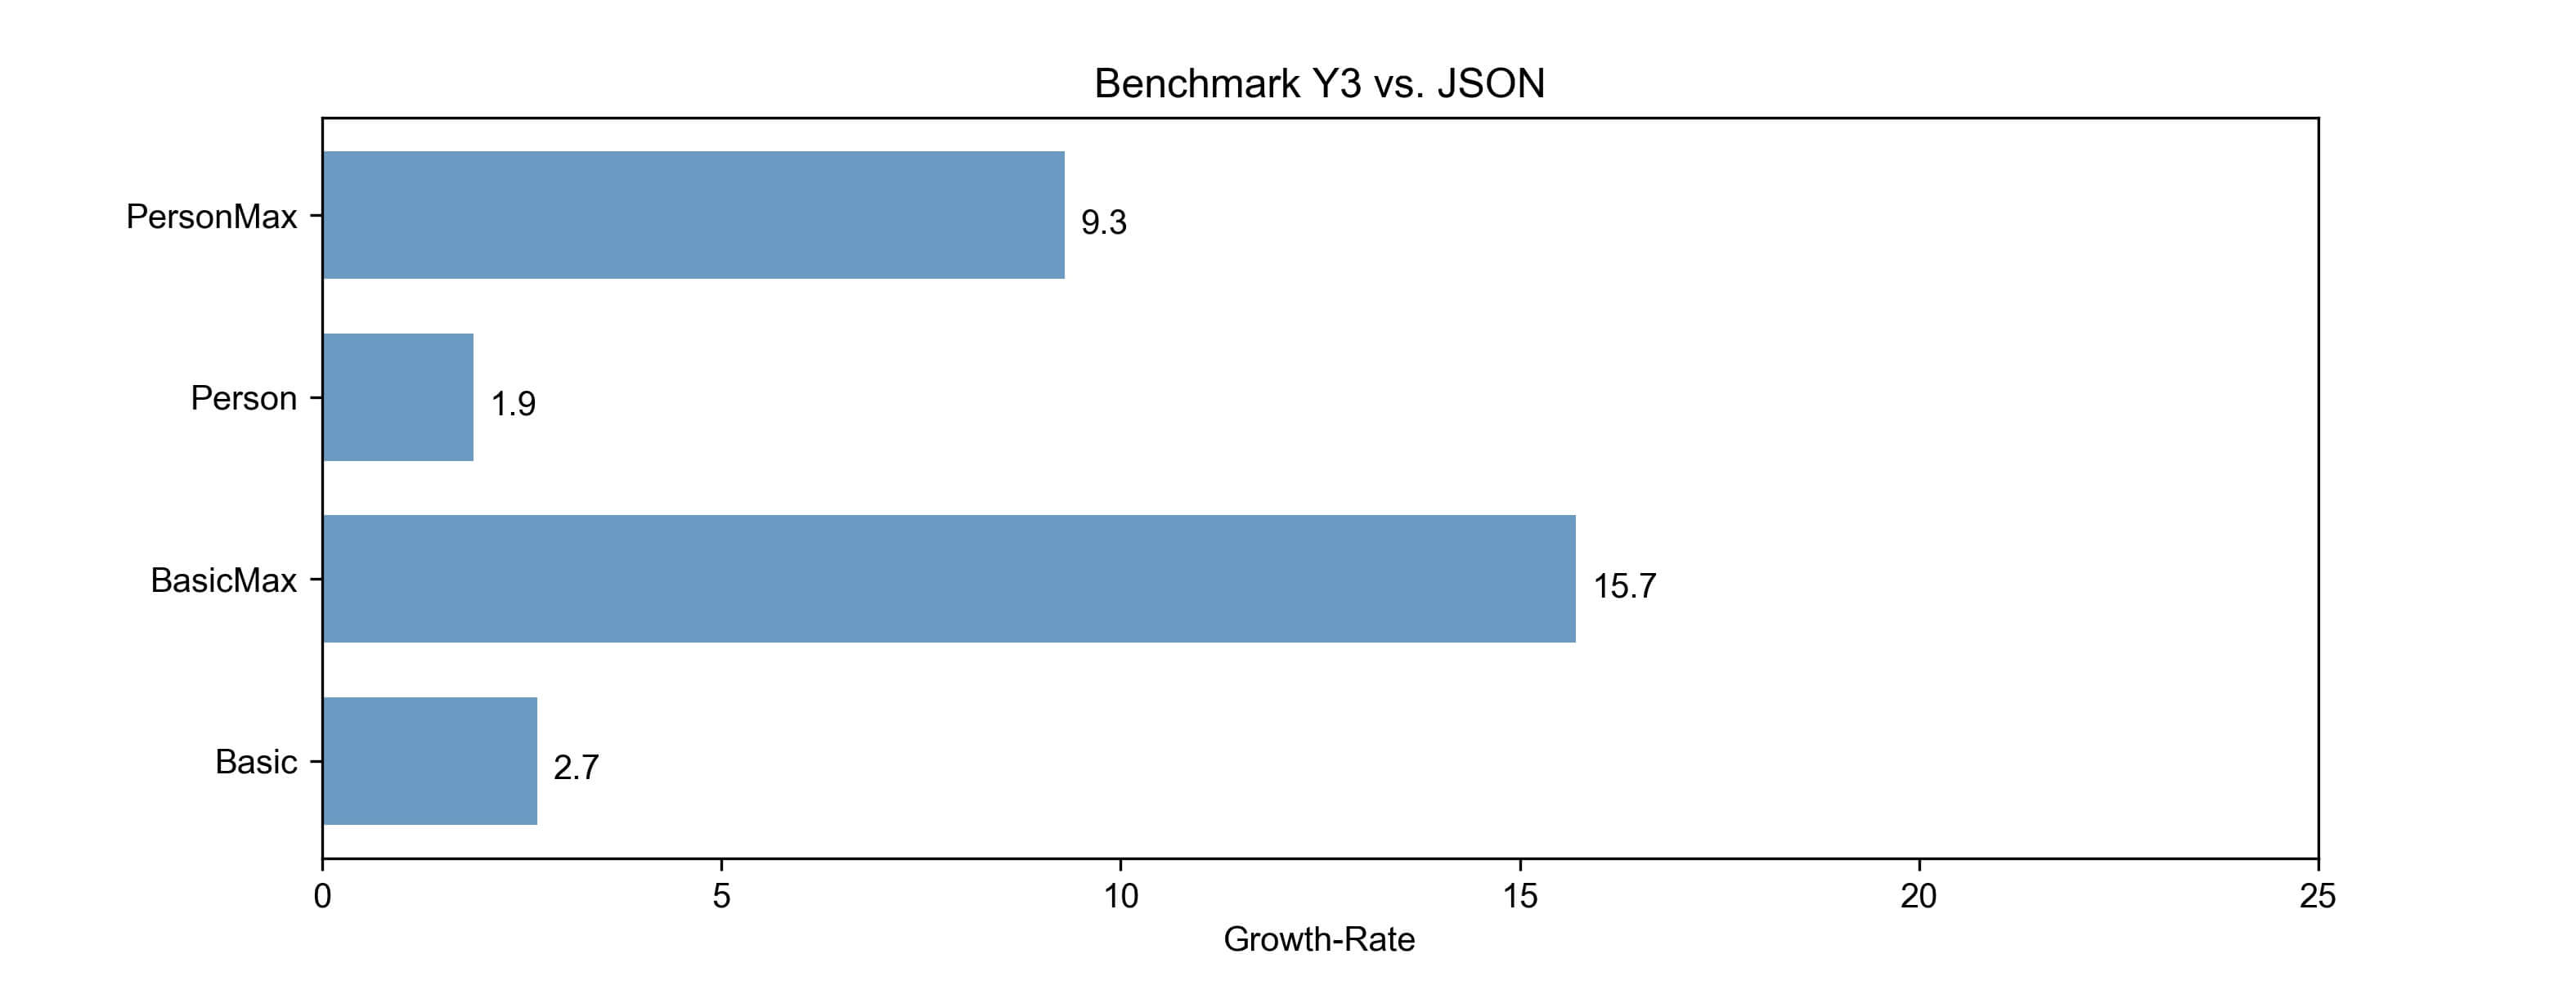 Benchmark Y3 vs. JSON
PersonMax
9.3
Person
1.9
BasicMax
15.7
Basic
2.7
0 5 10 15 20 25
Growth-Rate